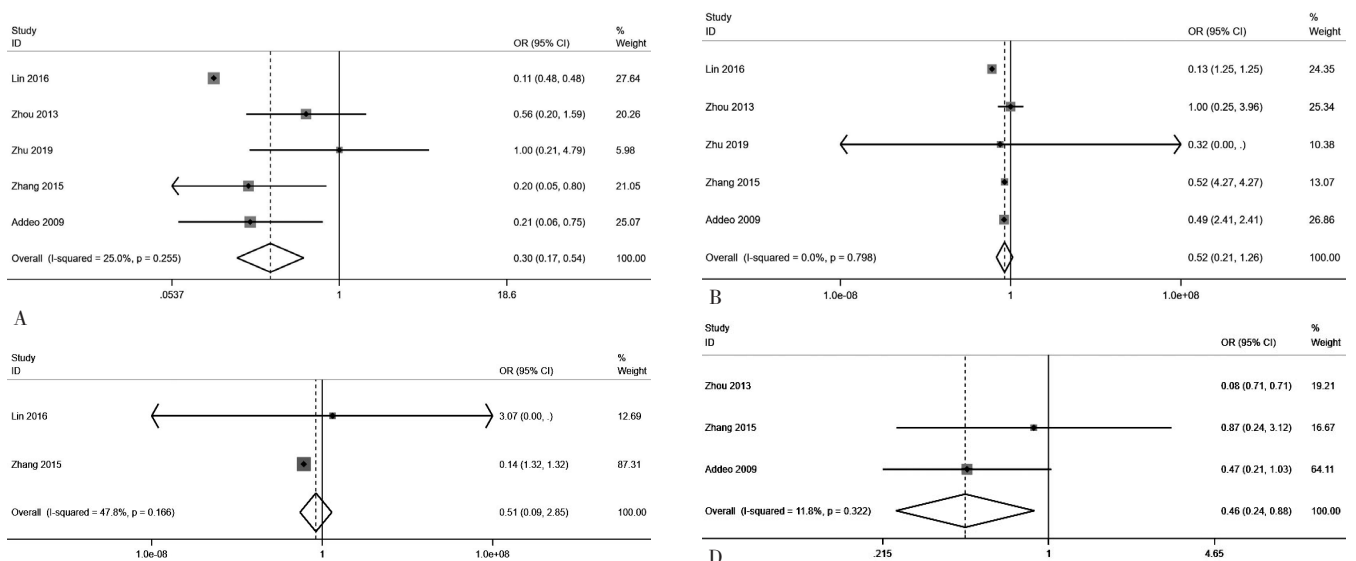 Study %
ID OR (95% CI) Weight
Lin 2016 0.11 (0.48, 0.48) 27.64
Zhou 2013 0.56 (0.20, 1.59) 20.26
Zhu 2019 1.00 (0.21, 4.79) 5.98
Zhang 2015 0.20 (0.05, 0.80) 21.05
Addeo 2009 0.21 (0.06, 0.75) 25.07
Overall (I-squared = 25.0%, p = 0.255) 0.30 (0.17, 0.54) 100.00
.0537 1 18.6
A
Study %
ID OR (95% CI) Weight
Lin 2016 0.13 (1.25, 1.25) 24.35
Zhou 2013 1.00 (0.25, 3.96) 25.34
Zhu 2019 0.32 (0.00, .) 10.38
Zhang 2015 0.52 (4.27, 4.27) 13.07
Addeo 2009 0.49 (2.41, 2.41) 26.86
Overall (I-squared = 0.0%, p = 0.798) 0.52 (0.21, 1.26) 100.00
1.0e-08 1 1.0e+08
B
Study %
ID OR (95% CI) Weight
Lin 2016 3.07 (0.00, .) 12.69
Zhang 2015 0.14 (1.32, 1.32) 87.31
Overall (I-squared = 47.8%, p = 0.166) 0.51 (0.09, 2.85) 100.00
1.0e-08 1 1.0e+08
Study %
ID OR (95% CI) Weight
Zhou 2013 0.08 (0.71, 0.71) 19.21
Zhang 2015 0.87 (0.24, 3.12) 16.67
Addeo 2009 0.47 (0.21, 1.03) 64.11
Overall (I-squared = 11.8%, p = 0.322) 0.46 (0.24, 0.88) 100.00
.215 1 4.65
D